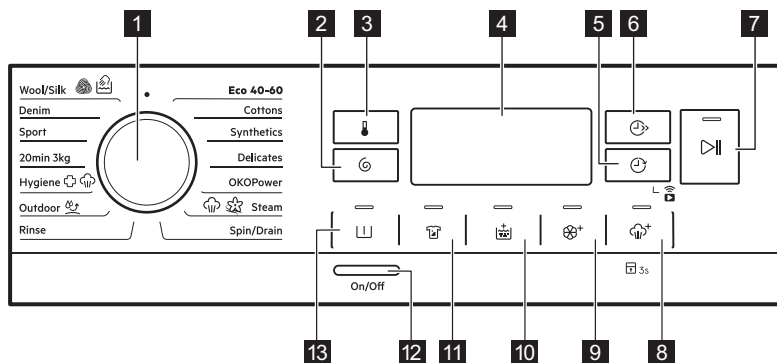 1
2
3
4
5
6
7
Wool/Silk
Eco 40-60
Denim
Cottons
Sport
Synthetics
20min 3kg
Delicates
Hygiene
OKOPower
Outdoor
Steam
Rinse
Spin/Drain
On/Off
3s
13
12
11
10
9
8